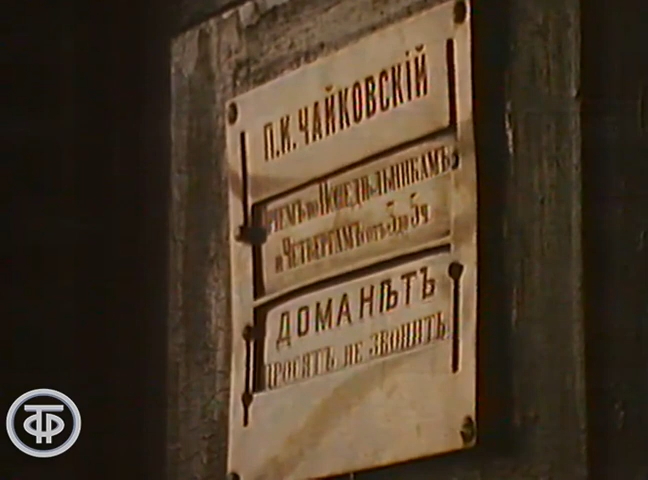 П. И. ЧАЙКОВСКІЙ
ПРІЕМЪ по ПОНЕДѢЛЬНИКАМЪ
и ЧЕТВЕРГАМЪ отъ 3 до 5 ч.
ДОМА НѢТЪ
ПРОСЯТЪ НЕ ЗВОНИТЬ